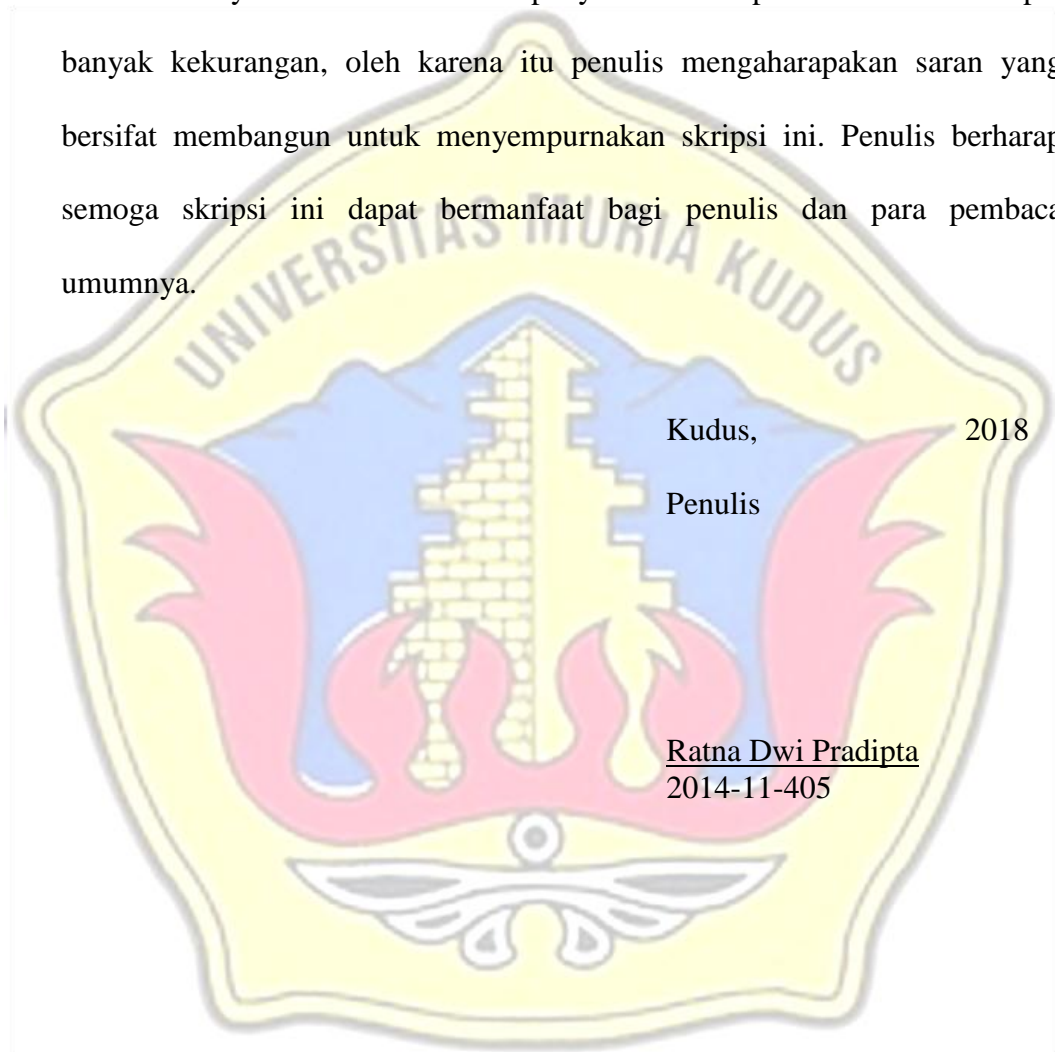 banyak kekurangan, oleh karena itu penulis mengaharapakan saran yang
bersifat membangun untuk menyempurnakan skripsi ini. Penulis berharap
semoga skripsi ini dapat bermanfaat bagi penulis dan para pembaca
umumnya.
UNIVERSITAS MURIA KUDUS
Kudus, 2018
Penulis
Ratna Dwi Pradipta
2014-11-405